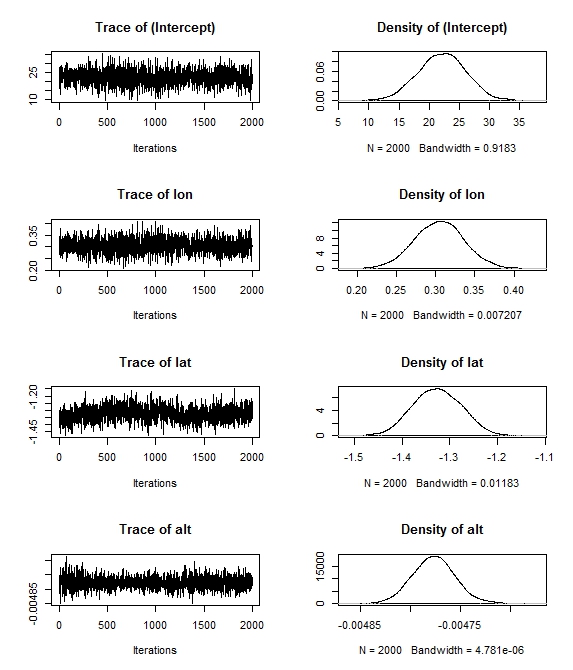 Trace of (Intercept)
Density of (Intercept)
10 25
0.00 0.06
0 500 1000 1500 2000
5 10 15 20 25 30 35
Iterations
N = 2000 Bandwidth = 0.9183
Trace of lon
Density of lon
0.20 0.35
0 4 8
0 500 1000 1500 2000
0.20 0.25 0.30 0.35 0.40
Iterations
N = 2000 Bandwidth = 0.007207
Trace of lat
Density of lat
-1.45 -1.20
0 4
0 500 1000 1500 2000
-1.5 -1.4 -1.3 -1.2 -1.1
Iterations
N = 2000 Bandwidth = 0.01183
Trace of alt
Density of alt
-0.00485
0 15000
0 500 1000 1500 2000
-0.00485 -0.00475
Iterations
N = 2000 Bandwidth = 4.781e-06